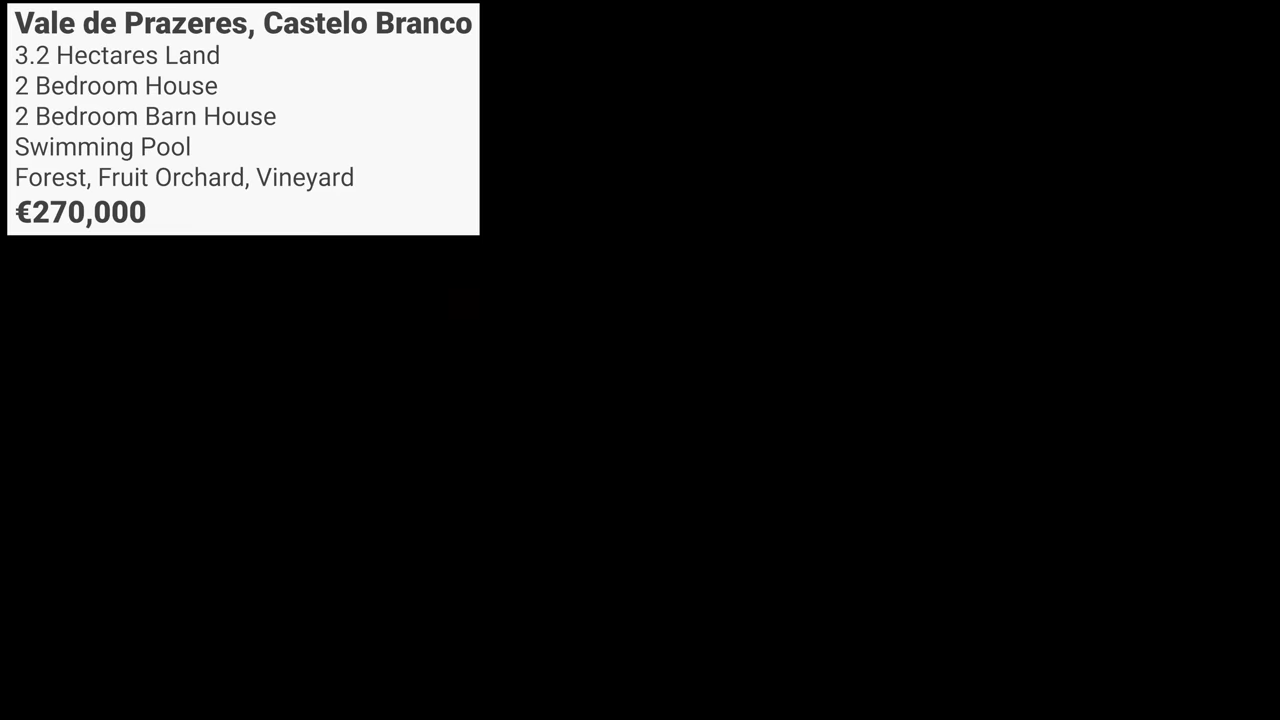 Vale de Prazeres, Castelo Branco
3.2 Hectares Land
2 Bedroom House
2 Bedroom Barn House
Swimming Pool
Forest, Fruit Orchard, Vineyard
€270,000